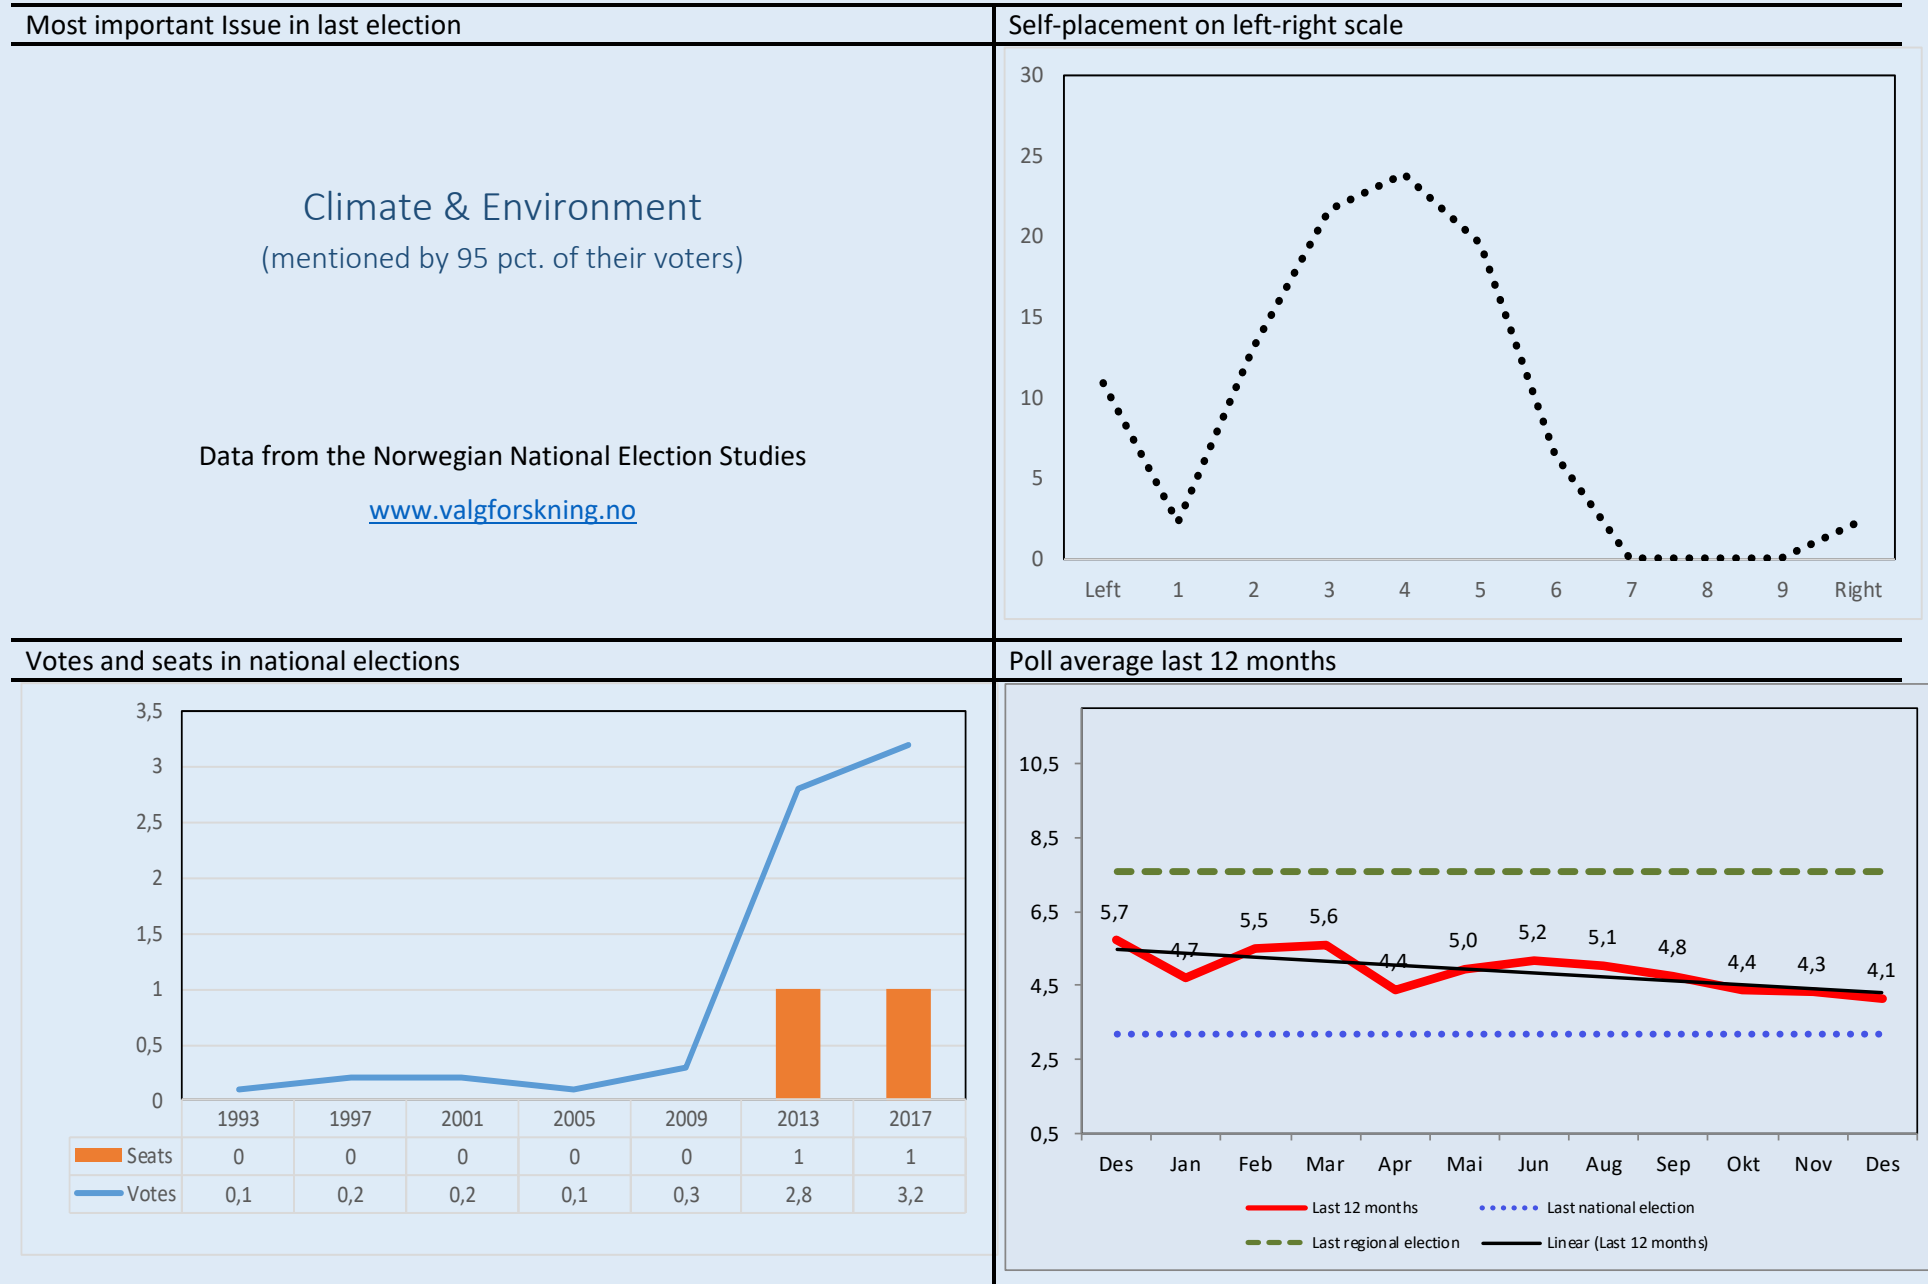 Most important Issue in last election
Climate & Environment
(mentioned by 95 pct. of their voters)
Data from the Norwegian National Election Studies
www.valgforskning.no
Self-placement on left-right scale
30
25
20
15
10
5
0
Left 1 2 3 4 5 6 7 8 9 Right
Votes and seats in national elections
3,5
3
2,5
2
1,5
1
0,5
0
1993 1997 2001 2005 2009 2013 2017
Seats 0 0 0 0 0 1 1
Votes 0,1 0,2 0,2 0,1 0,3 2,8 3,2
Poll average last 12 months
10,5
8,5
6,5
4,5
2,5
0,5
5,7 4,7 5,5 5,6 4,4 5,0 5,2 5,1 4,8 4,4 4,3 4,1
Des Jan Feb Mar Apr Mai Jun Aug Sep Okt Nov Des
Last 12 months Last national election
Last regional election Linear (Last 12 months)